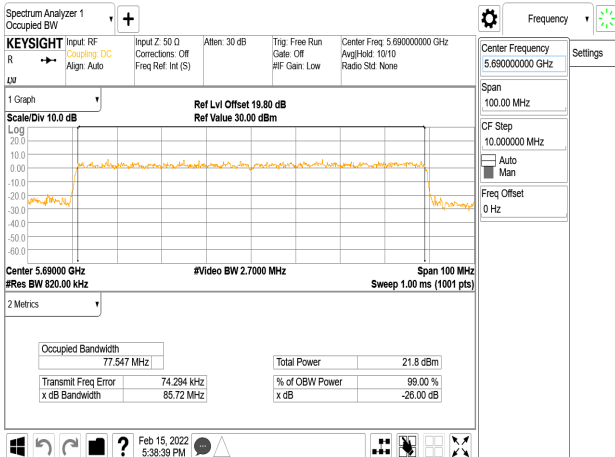 Spectrum Analyzer 1
Occupied BW
Frequency
KEYSIGHT
Input: RF
Coupling: DC
Align: Auto
Input Z: 50 Ω
Corrections: Off
Freq Ref: Int (S)
Atten: 30 dB
Trig: Free Run
Gate: Off
#IF Gain: Low
Center Freq: 5.690000000 GHz
Avg|Hold: 10/10
Radio Std: None
R
LXI
Center Frequency
5.690000000 GHz
Settings
Span
100.00 MHz
CF Step
10.000000 MHz
Auto
Man
Freq Offset
0 Hz
1 Graph
Scale/Div 10.0 dB
Ref Lvl Offset 19.80 dB
Ref Value 30.00 dBm
Log
20.0
10.0
0.00
-10.0
-20.0
-30.0
-40.0
-50.0
-60.0
Center 5.69000 GHz
#Video BW 2.7000 MHz
Span 100 MHz
#Res BW 820.00 kHz
Sweep 1.00 ms (1001 pts)
2 Metrics
Occupied Bandwidth
77.547 MHz
Total Power 21.8 dBm
Transmit Freq Error 74.294 kHz
% of OBW Power 99.00 %
x dB Bandwidth 85.72 MHz
x dB -26.00 dB
?
Feb 15, 2022
5:38:39 PM